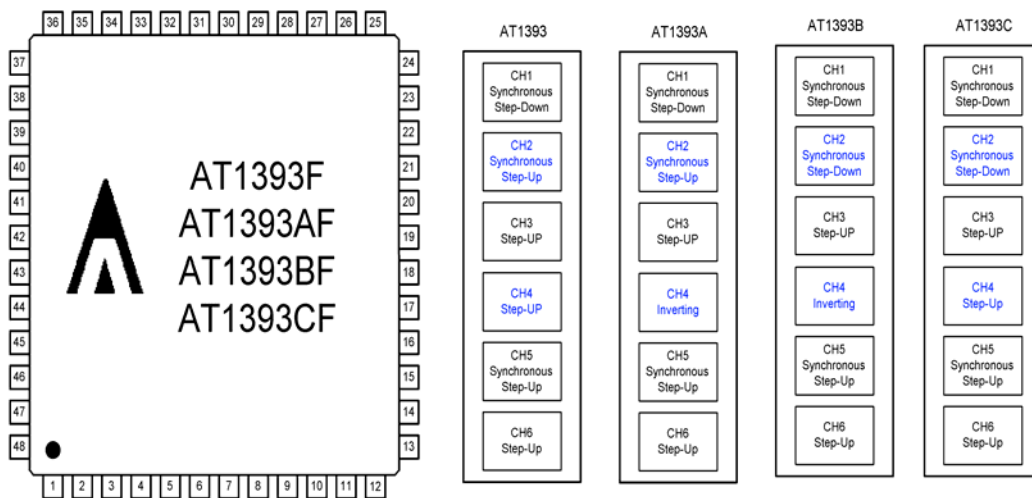 36 35 34 33 32 31 30 29 28 27 26 25
37
38
39
40
41
42
43
44
45
46
47
48
24
23
22
21
20
19
18
17
16
15
14
13
1 2 3 4 5 6 7 8 9 10 11 12
AT1393F
AT1393AF
AT1393BF
AT1393CF
AT1393
CH1
Synchronous
Step-Down
CH2
Synchronous
Step-Up
CH3
Step-UP
CH4
Step-UP
CH5
Synchronous
Step-Up
CH6
Step-Up
AT1393A
CH1
Synchronous
Step-Down
CH2
Synchronous
Step-Up
CH3
Step-UP
CH4
Inverting
CH5
Synchronous
Step-Up
CH6
Step-Up
AT1393B
CH1
Synchronous
Step-Down
CH2
Synchronous
Step-Down
CH3
Step-UP
CH4
Inverting
CH5
Synchronous
Step-Up
CH6
Step-Up
AT1393C
CH1
Synchronous
Step-Down
CH2
Synchronous
Step-Down
CH3
Step-UP
CH4
Step-Up
CH5
Synchronous
Step-Up
CH6
Step-Up